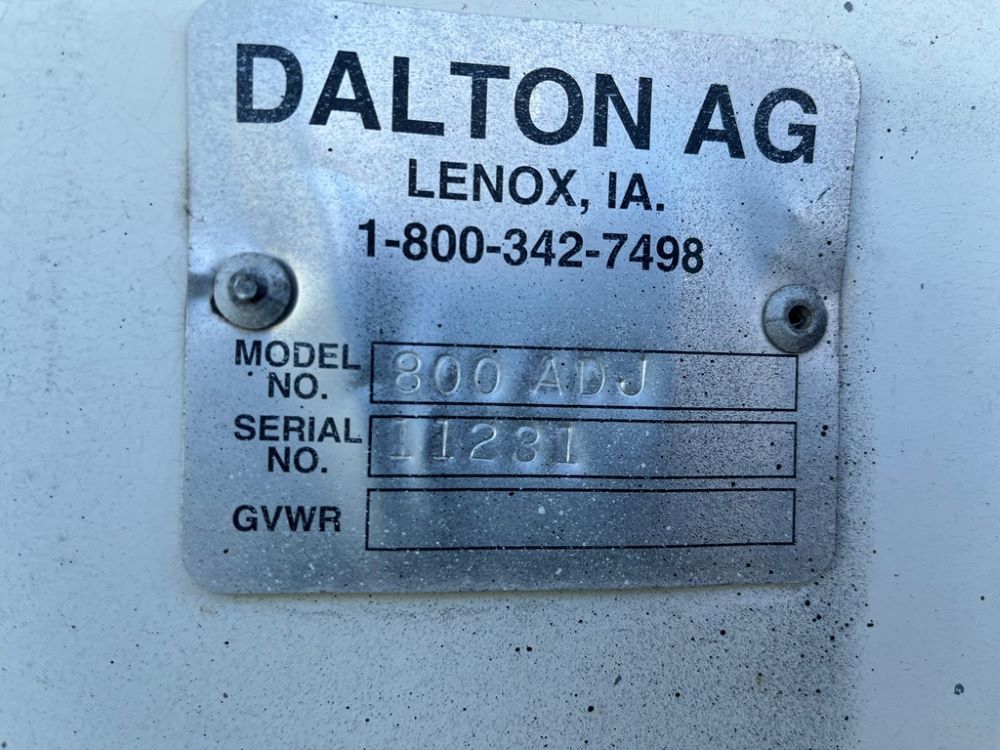 DALTON AG
LENOX, IA.
1-800-342-7498
MODEL NO. 800 ADJ
SERIAL NO. 11231
GVWR